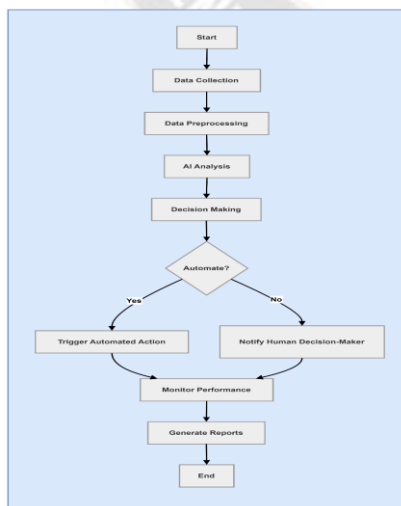 Start
Data Collection
Data Preprocessing
AI Analysis
Decision Making
Automate?
Yes
No
Trigger Automated Action
Notify Human Decision-Maker
Monitor Performance
Generate Reports
End